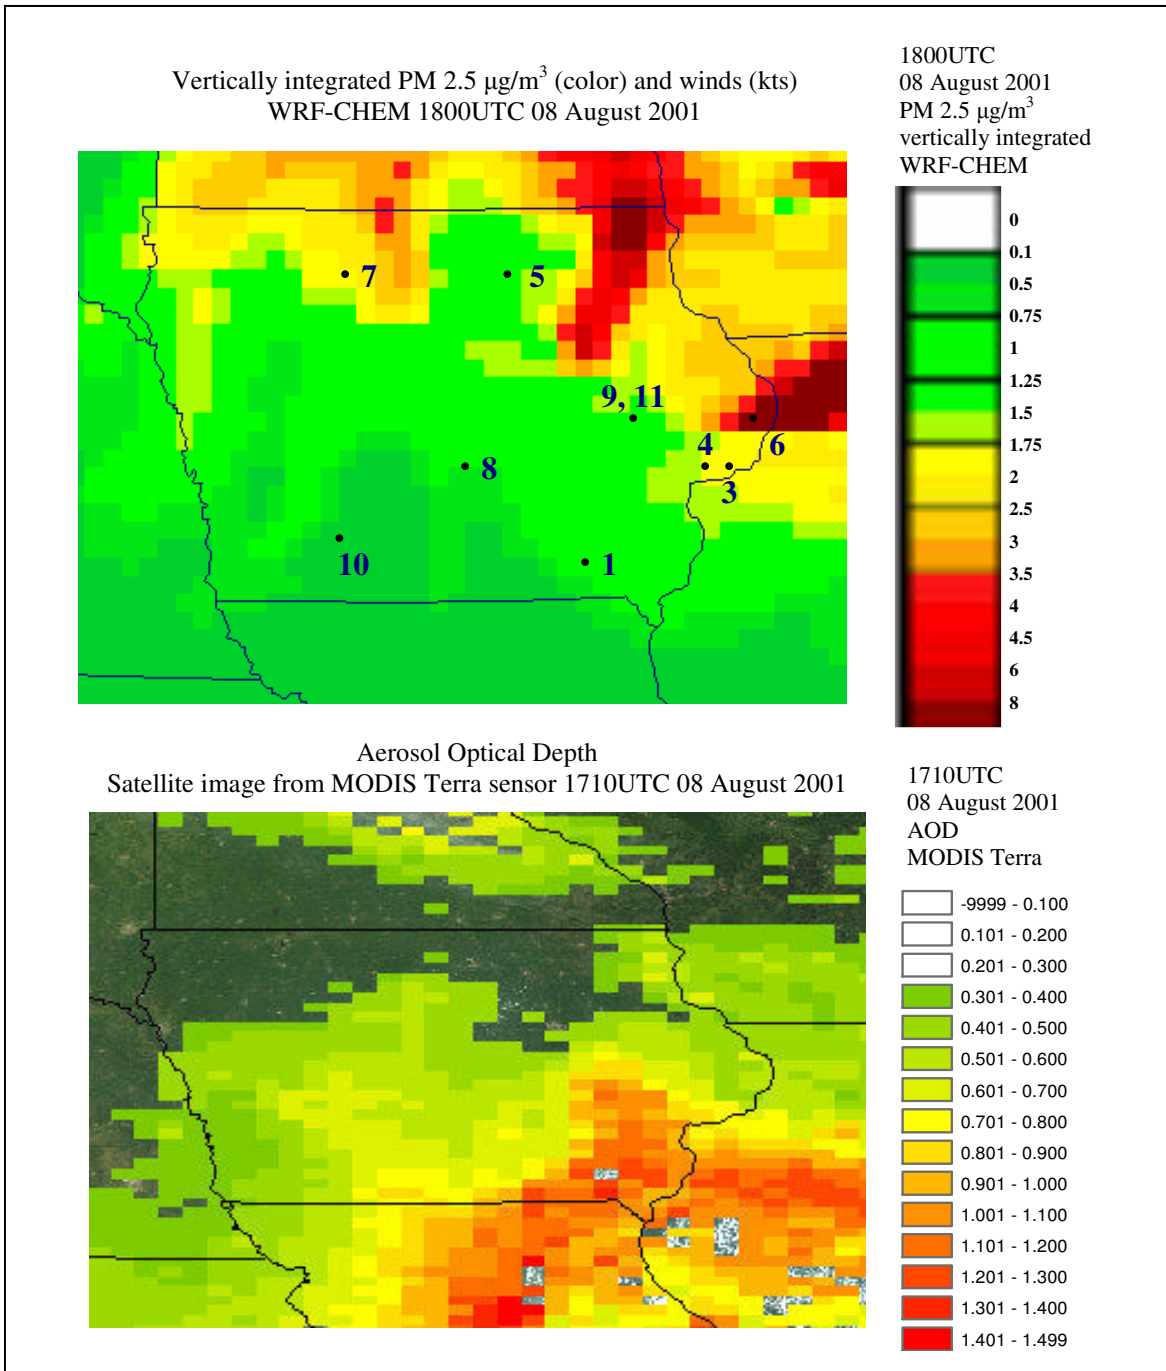 Vertically integrated PM 2.5 µg/m³ (color) and winds (kts)
WRF-CHEM 1800UTC 08 August 2001
1800UTC
08 August 2001
PM 2.5 µg/m³
vertically integrated
WRF-CHEM
0
0.1
0.5
0.75
1
1.25
1.5
1.75
2
2.5
3
3.5
4
4.5
6
8
7
5
9, 11
4
6
8
3
10
1
Aerosol Optical Depth
Satellite image from MODIS Terra sensor 1710UTC 08 August 2001
1710UTC
08 August 2001
AOD
MODIS Terra
-9999 - 0.100
0.101 - 0.200
0.201 - 0.300
0.301 - 0.400
0.401 - 0.500
0.501 - 0.600
0.601 - 0.700
0.701 - 0.800
0.801 - 0.900
0.901 - 1.000
1.001 - 1.100
1.101 - 1.200
1.201 - 1.300
1.301 - 1.400
1.401 - 1.499